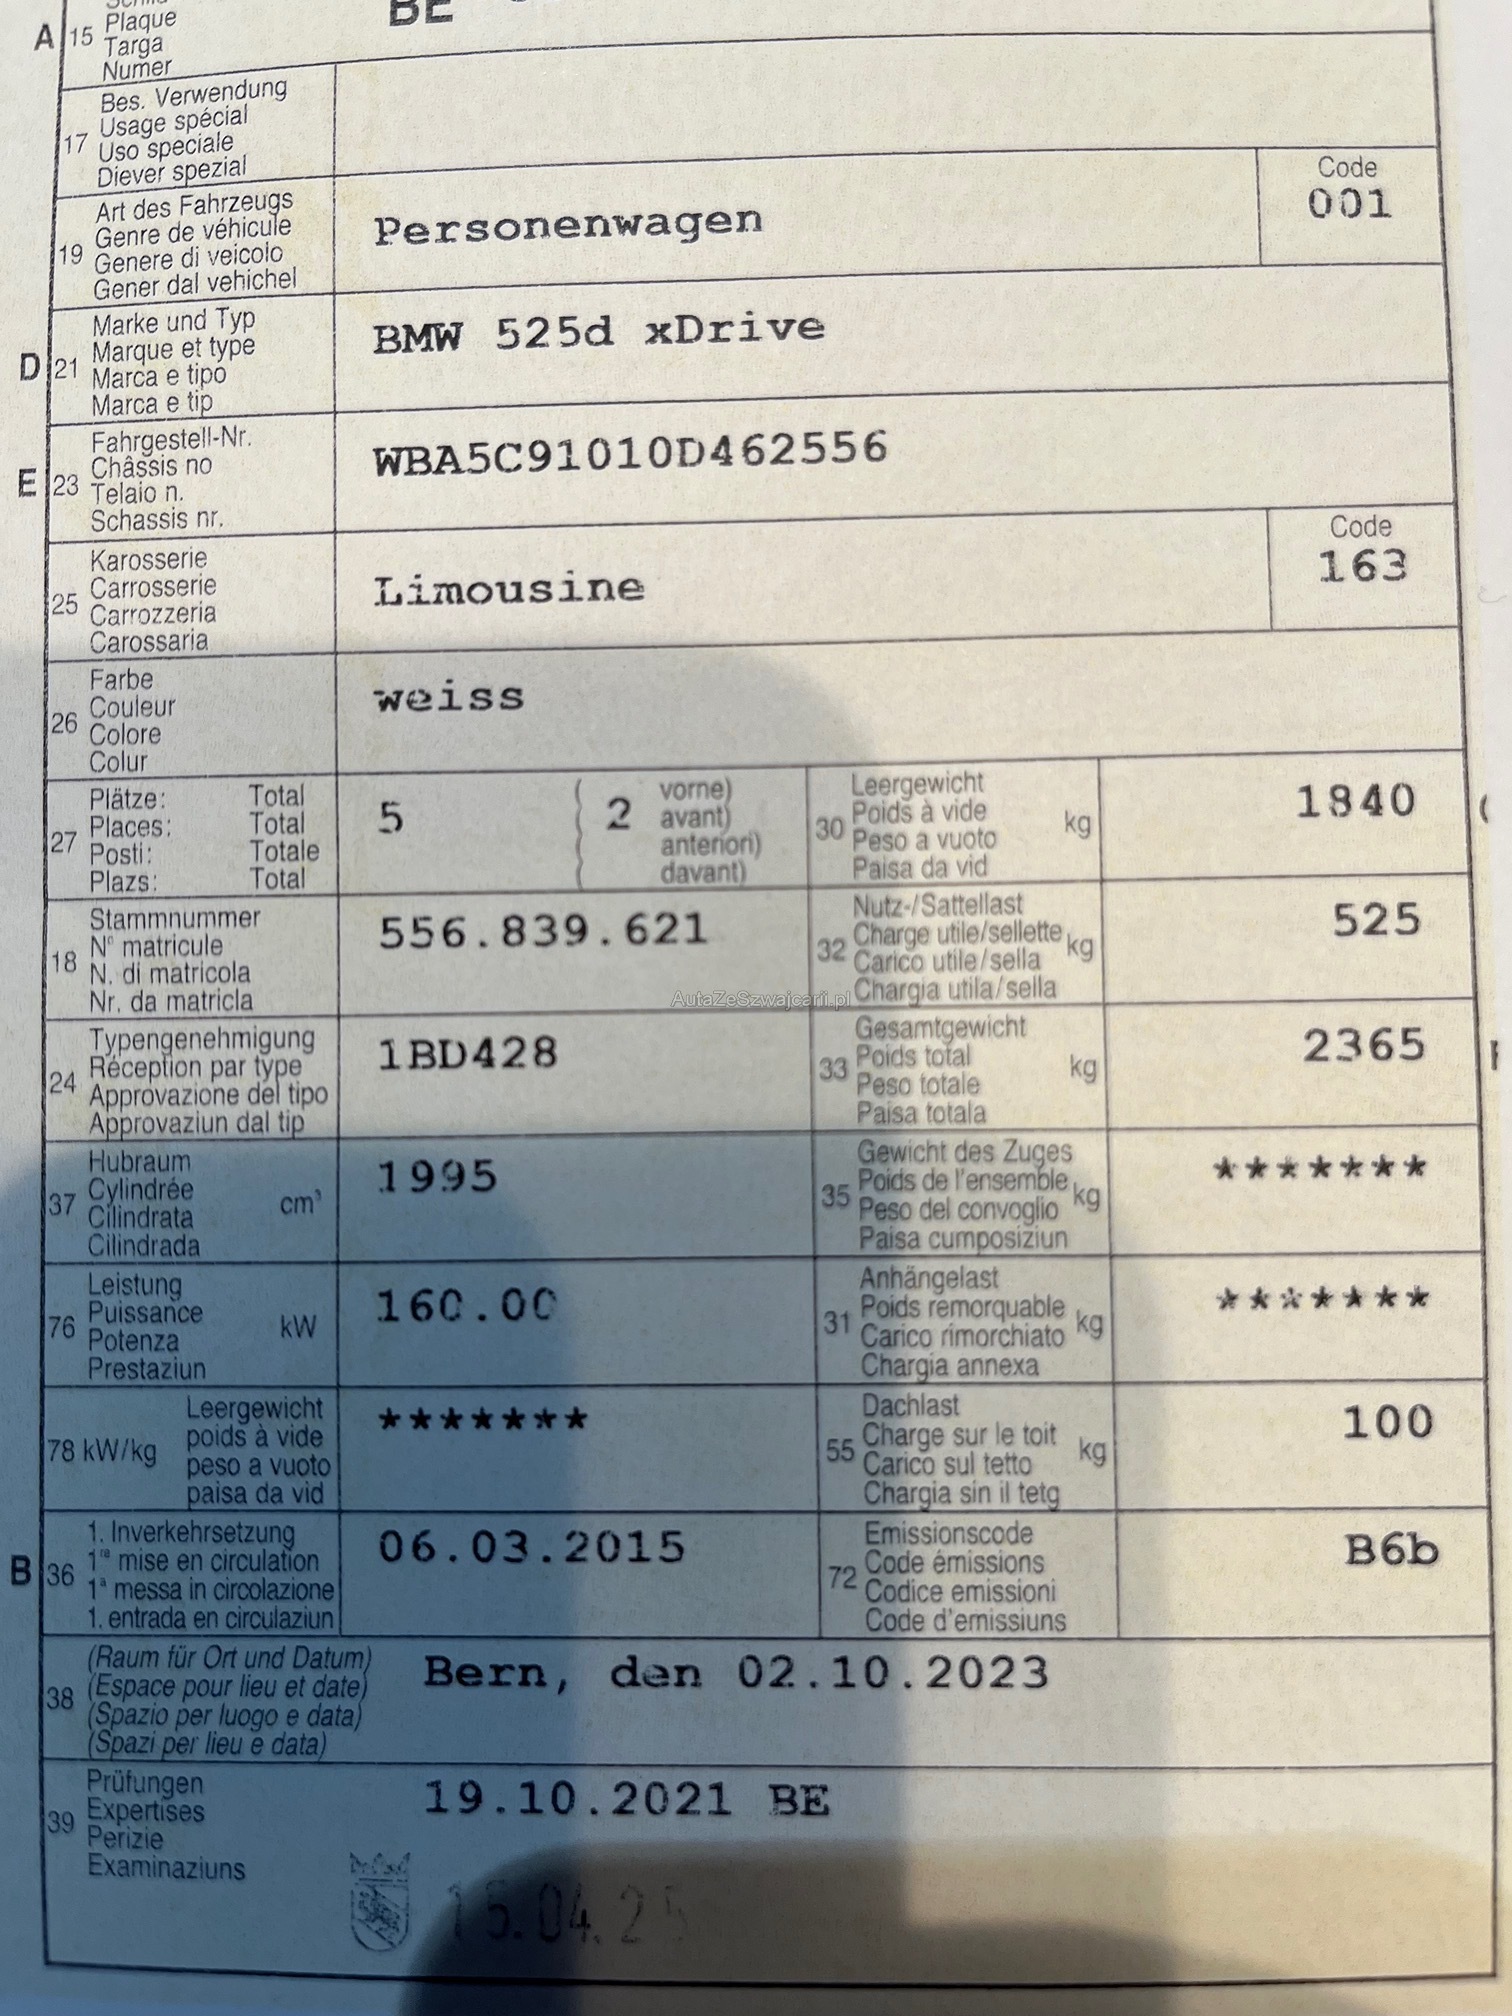 A 15 Plaque BE
Targa
Numer
17 Bes. Verwendung
Usage spécial
Uso speciale
Diever spezial
19 Art des Fahrzeugs
Genre de véhicule
Genere di veicolo
Gener dal vehichel
Personenwagen
Code
001
D 21 Marke und Typ
Marque et type
Marca e tipo
Marca e tip
BMW 525d xDrive
E 23 Fahrgestell-Nr.
Châssis no
Telaio n.
Schassis nr.
WBA5C91010D462556
25 Karosserie
Carrosserie
Carrozzeria
Carossaria
Limousine
Code
163
26 Farbe
Couleur
Colore
Colur
weiss
27 Plätze: Total
Places: Total
Posti: Totale
Plazs: Total
5 ( 2 vorne)
avant)
anteriori)
davant)
30 Leergewicht
Poids à vide
Peso a vuoto
Paisa da vid
kg
1840
18 Stammnummer
N° matricule
N. di matricola
Nr. da matricla
556.839.621
32 Nutz-/Sattellast
Charge utile/sellette
Carico utile/sella
Chargia utila/sella
kg
525
AutaZeSzwajcarii.pl
24 Typengenehmigung
Réception par type
Approvazione del tipo
Approvaziun dal tip
1BD428
33 Gesamtgewicht
Poids total
Peso totale
Paisa totala
kg
2365
37 Hubraum
Cylindrée
Cilindrata
Cilindrada
cm³
1995
35 Gewicht des Zuges
Poids de l'ensemble
Peso del convoglio
Paisa cumposiziun
kg
*******
76 Leistung
Puissance
Potenza
Prestaziun
kW
160.00
31 Anhängelast
Poids remorquable
Carico rimorchiato
Chargia annexa
kg
*******
78 kW/kg Leergewicht
poids à vide
peso a vuoto
paisa da vid
*******
55 Dachlast
Charge sur le toit
Carico sul tetto
Chargia sin il tetg
kg
100
B 36 1. Inverkehrsetzung
1re mise en circulation
1a messa in circolazione
1. entrada en circulaziun
06.03.2015
72 Emissionscode
Code émissions
Codice emissioni
Code d'emissiuns
B6b
38 (Raum für Ort und Datum)
(Espace pour lieu et date)
(Spazio per luogo e data)
(Spazi per lieu e data)
Bern, den 02.10.2023
39 Prüfungen
Expertises
Perizie
Examinaziuns
19.10.2021 BE
15.04.25